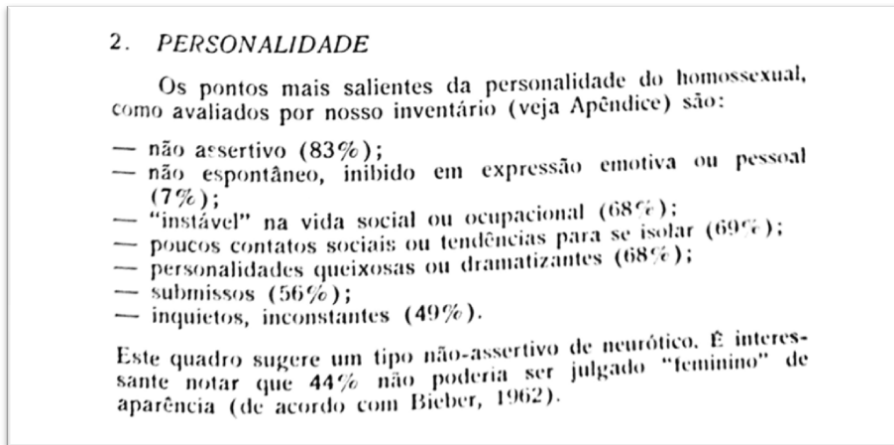 2. PERSONALIDADE
Os pontos mais salientes da personalidade do homossexual,
como avaliados por nosso inventário (veja Apêndice) são:
— não assertivo (83%);
— não espontâneo, inibido em expressão emotiva ou pessoal
(7%);
— "instável" na vida social ou ocupacional (68%);
— poucos contatos sociais ou tendências para se isolar (69%);
— personalidades queixosas ou dramatizantes (68%);
— submissos (56%);
— inquietos, inconstantes (49%).
Este quadro sugere um tipo não-assertivo de neurótico. É interes-
sante notar que 44% não poderia ser julgado "feminino" de
aparência (de acordo com Bieber, 1962).